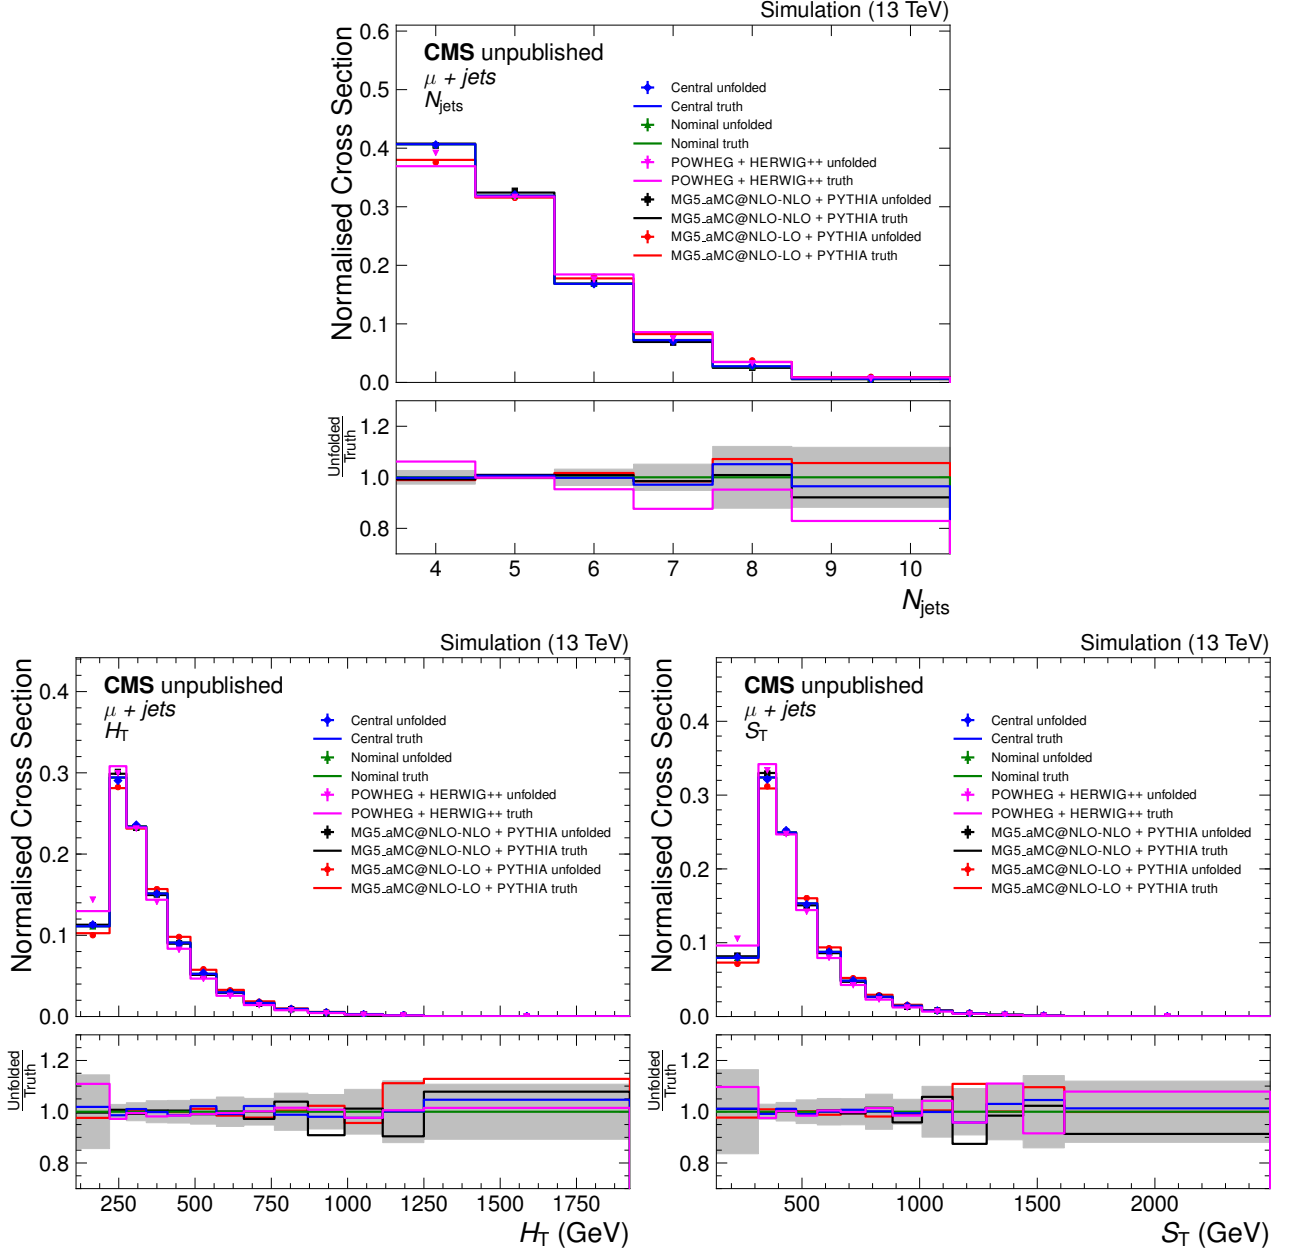 Simulation (13 TeV)
CMS unpublished
μ + jets
N_jets
Central unfolded
Central truth
Nominal unfolded
Nominal truth
POWHEG + HERWIG++ unfolded
POWHEG + HERWIG++ truth
MG5_aMC@NLO-NLO + PYTHIA unfolded
MG5_aMC@NLO-NLO + PYTHIA truth
MG5_aMC@NLO-LO + PYTHIA unfolded
MG5_aMC@NLO-LO + PYTHIA truth
Normalised Cross Section
0.6
0.5
0.4
0.3
0.2
0.1
0.0
Unfolded
Truth
1.2
1.0
0.8
4 5 6 7 8 9 10
N_jets
Simulation (13 TeV)
CMS unpublished
μ + jets
H_T
Central unfolded
Central truth
Nominal unfolded
Nominal truth
POWHEG + HERWIG++ unfolded
POWHEG + HERWIG++ truth
MG5_aMC@NLO-NLO + PYTHIA unfolded
MG5_aMC@NLO-NLO + PYTHIA truth
MG5_aMC@NLO-LO + PYTHIA unfolded
MG5_aMC@NLO-LO + PYTHIA truth
Normalised Cross Section
0.4
0.3
0.2
0.1
0.0
Unfolded
Truth
1.2
1.0
0.8
250 500 750 1000 1250 1500 1750
H_T (GeV)
Simulation (13 TeV)
CMS unpublished
μ + jets
S_T
Central unfolded
Central truth
Nominal unfolded
Nominal truth
POWHEG + HERWIG++ unfolded
POWHEG + HERWIG++ truth
MG5_aMC@NLO-NLO + PYTHIA unfolded
MG5_aMC@NLO-NLO + PYTHIA truth
MG5_aMC@NLO-LO + PYTHIA unfolded
MG5_aMC@NLO-LO + PYTHIA truth
Normalised Cross Section
0.4
0.3
0.2
0.1
0.0
Unfolded
Truth
1.2
1.0
0.8
500 1000 1500 2000
S_T (GeV)